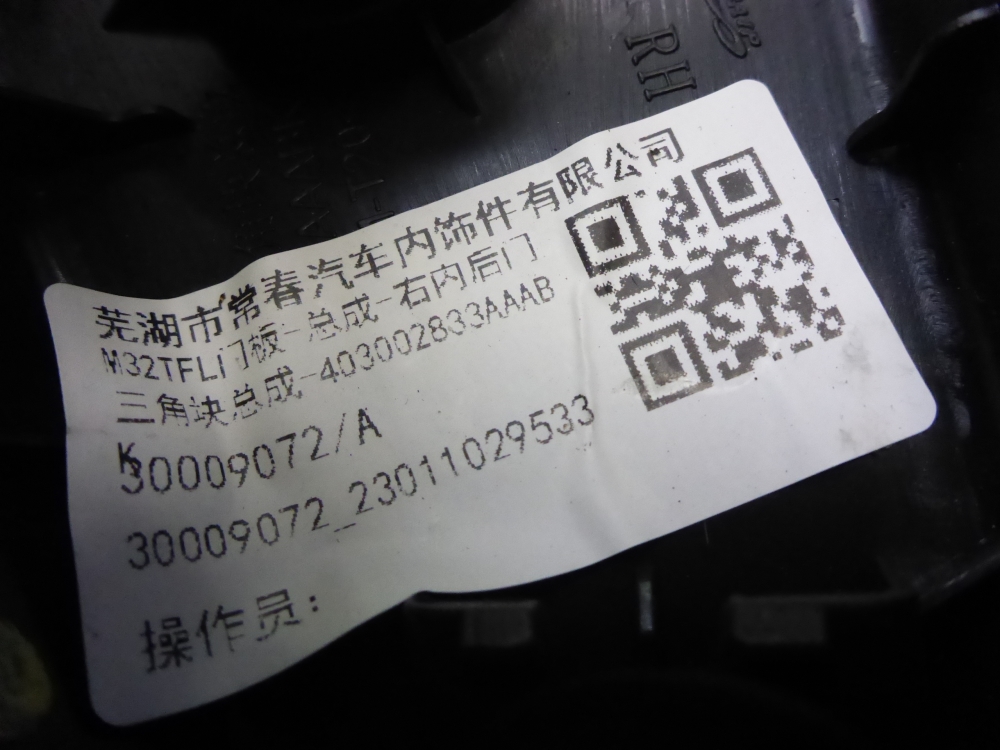 RH
芜湖市常春汽车内饰件有限公司
M32TFL门板-总成-右内后门
三角块总成-403002833AAAB
K
30009072/A
30009072_23011029533
操作员: